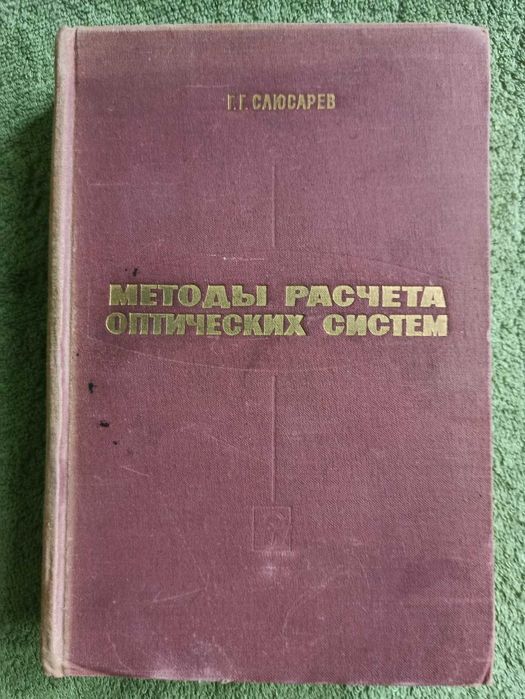 Г.Г. СЛЮСАРЕВ
МЕТОДЫ РАСЧЕТА
ОПТИЧЕСКИХ СИСТЕМ